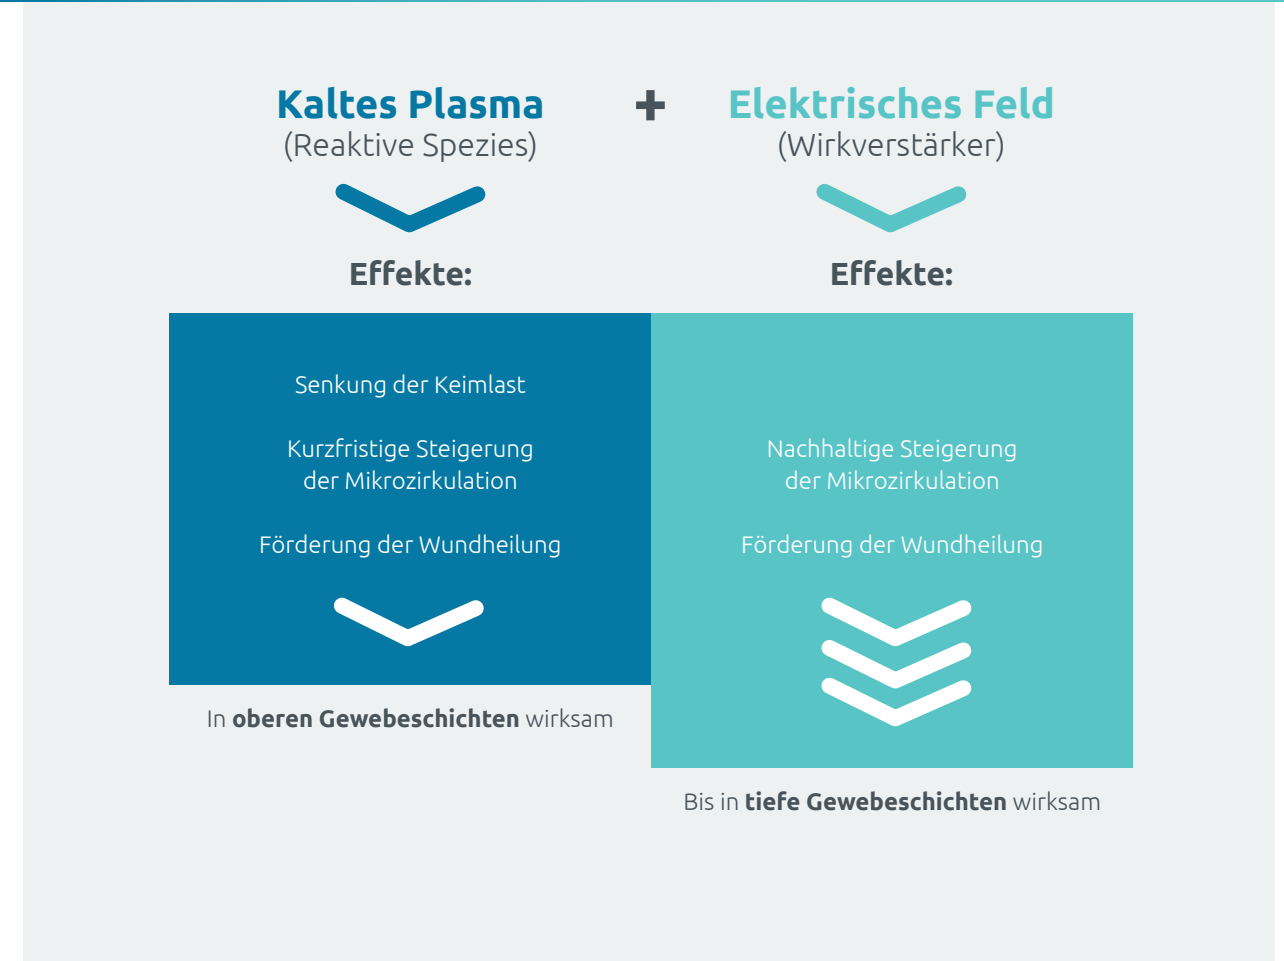 Kaltes Plasma
(Reaktive Spezies)
+
Elektrisches Feld
(Wirkverstärker)
Effekte:
Senkung der Keimlast
Kurzfristige Steigerung
der Mikrozirkulation
Förderung der Wundheilung
In oberen Gewebeschichten wirksam
Effekte:
Nachhaltige Steigerung
der Mikrozirkulation
Förderung der Wundheilung
Bis in tiefe Gewebeschichten wirksam